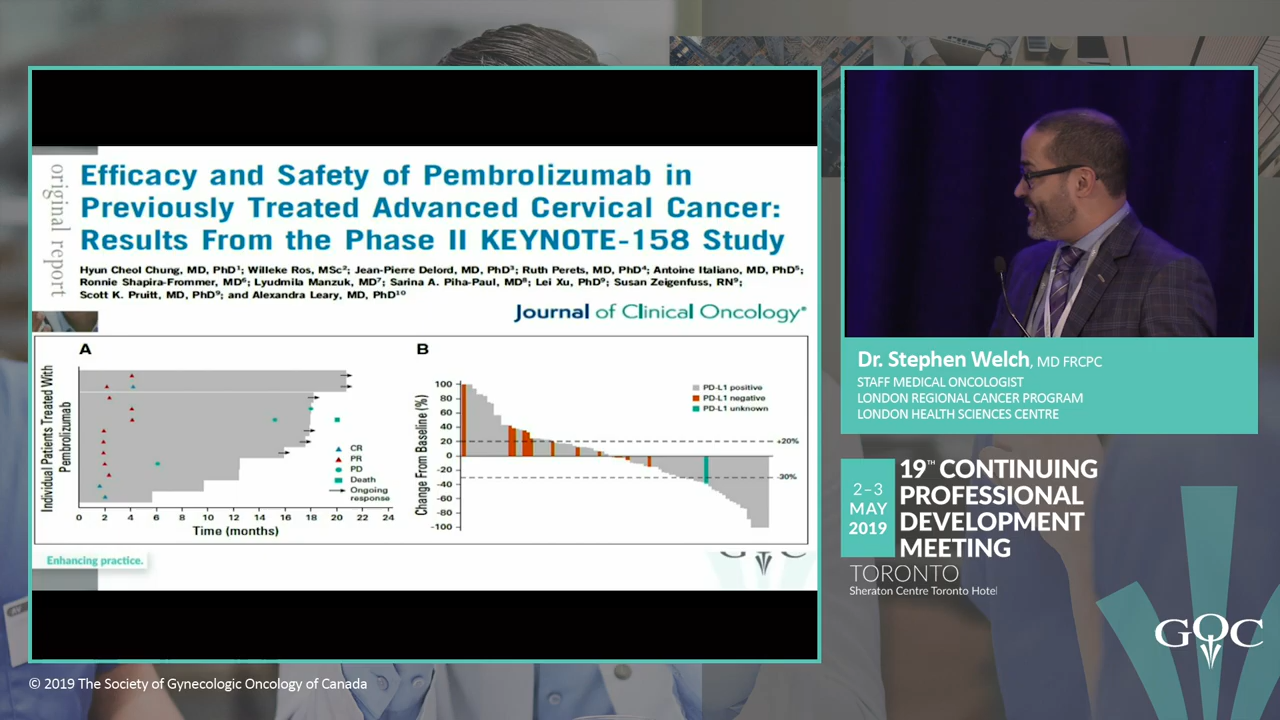 original report
Efficacy and Safety of Pembrolizumab in
Previously Treated Advanced Cervical Cancer:
Results From the Phase II KEYNOTE-158 Study
Hyun Cheol Chung, MD, PhD1; Willeke Ros, MSc2; Jean-Pierre Delord, MD, PhD3; Ruth Perets, MD, PhD4; Antoine Italiano, MD, PhD5;
Ronnie Shapira-Frommer, MD6; Lyudmila Manzuk, MD7; Sarina A. Piha-Paul, MD8; Lei Xu, PhD9; Susan Zeigenfuss, RN9;
Scott K. Pruitt, MD, PhD9; and Alexandra Leary, MD, PhD10
Journal of Clinical Oncology®
A
Individual Patients Treated With
Pembrolizumab
CR
PR
PD
Death
Ongoing
response
0 2 4 6 8 10 12 14 16 18 20 22 24
Time (months)
B
Change From Baseline (%)
100
80
60
40
20
0
-20
-40
-60
-80
-100
PD-L1 positive
PD-L1 negative
PD-L1 unknown
+20%
-30%
Enhancing practice.
GOC
Dr. Stephen Welch, MD FRCPC
STAFF MEDICAL ONCOLOGIST
LONDON REGIONAL CANCER PROGRAM
LONDON HEALTH SCIENCES CENTRE
2–3
MAY
2019
19TH CONTINUING
PROFESSIONAL
DEVELOPMENT
MEETING
TORONTO
Sheraton Centre Toronto Hotel
GOC
© 2019 The Society of Gynecologic Oncology of Canada